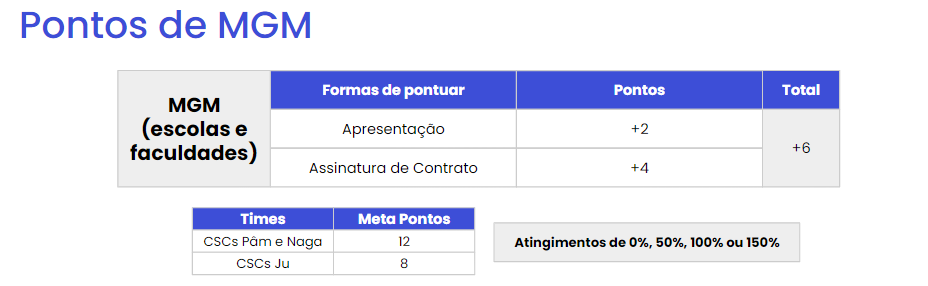 Pontos de MGM
MGM
(escolas e
faculdades)
Formas de pontuar Pontos Total
Apresentação +2
+6
Assinatura de Contrato +4
Times Meta Pontos
CSCs Pâm e Naga 12
CSCs Ju 8
Atingimentos de 0%, 50%, 100% ou 150%